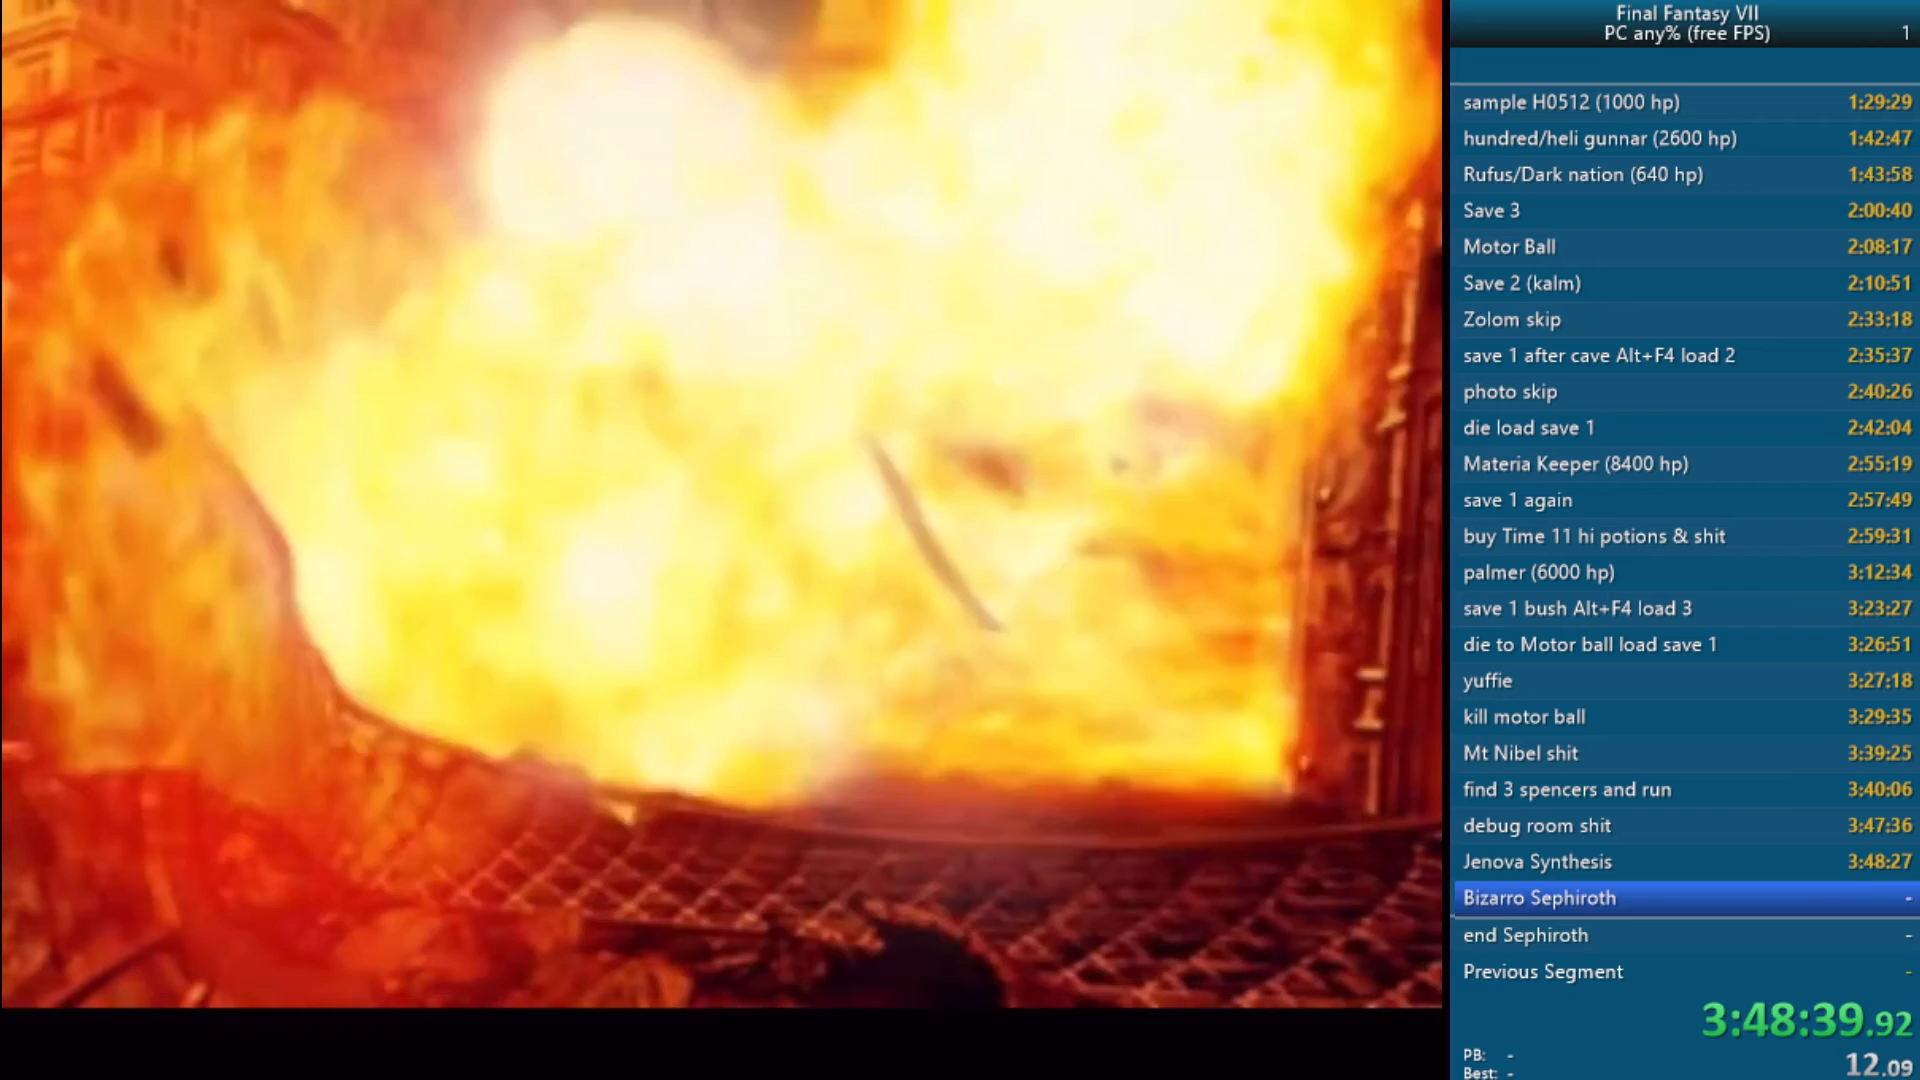 Final Fantasy VII
PC any% (free FPS) 1
sample H0512 (1000 hp) 1:29:29
hundred/heli gunnar (2600 hp) 1:42:47
Rufus/Dark nation (640 hp) 1:43:58
Save 3 2:00:40
Motor Ball 2:08:17
Save 2 (kalm) 2:10:51
Zolom skip 2:33:18
save 1 after cave Alt+F4 load 2 2:35:37
photo skip 2:40:26
die load save 1 2:42:04
Materia Keeper (8400 hp) 2:55:19
save 1 again 2:57:49
buy Time 11 hi potions & shit 2:59:31
palmer (6000 hp) 3:12:34
save 1 bush Alt+F4 load 3 3:23:27
die to Motor ball load save 1 3:26:51
yuffie 3:27:18
kill motor ball 3:29:35
Mt Nibel shit 3:39:25
find 3 spencers and run 3:40:06
debug room shit 3:47:36
Jenova Synthesis 3:48:27
Bizarro Sephiroth -
end Sephiroth -
Previous Segment -
3:48:39.92
PB: -
Best: - 12.09